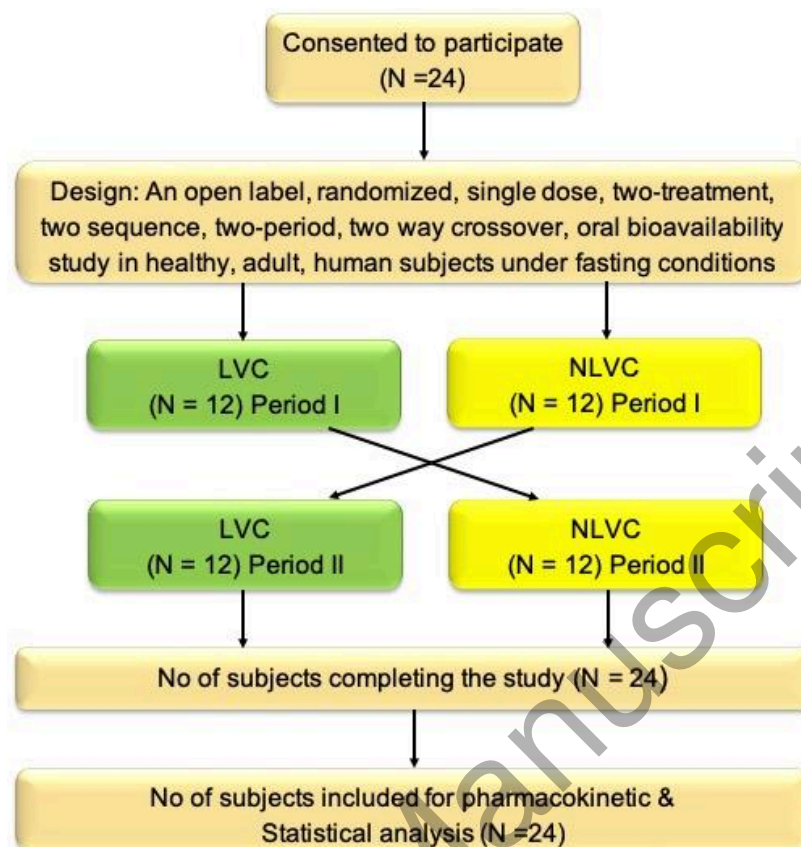 Consented to participate
(N =24)
Design: An open label, randomized, single dose, two-treatment,
two sequence, two-period, two way crossover, oral bioavailability
study in healthy, adult, human subjects under fasting conditions
LVC
(N = 12) Period I
NLVC
(N = 12) Period I
LVC
(N = 12) Period II
NLVC
(N = 12) Period II
No of subjects completing the study (N = 24)
No of subjects included for pharmacokinetic &
Statistical analysis (N =24)
Manuscri